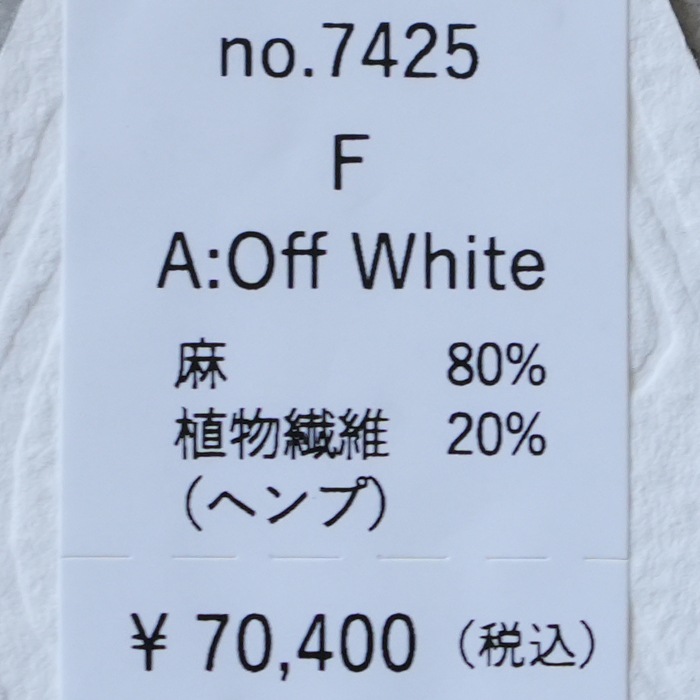 no.7425
F
A:Off White
麻 80%
植物繊維 20%
(ヘンプ)
¥ 70,400 (税込)